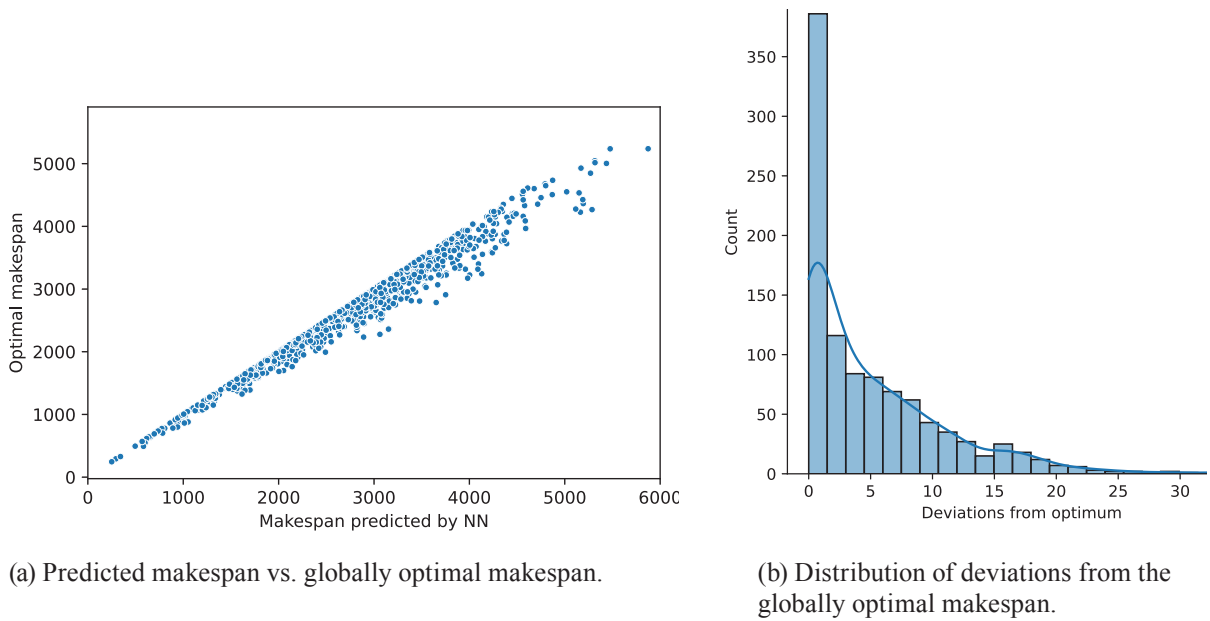 5000
4000
3000
2000
1000
0
Optimal makespan
0 1000 2000 3000 4000 5000 6000
Makespan predicted by NN
(a) Predicted makespan vs. globally optimal makespan.
350
300
250
200
150
100
50
0
Count
0 5 10 15 20 25 30
Deviations from optimum
(b) Distribution of deviations from the
globally optimal makespan.